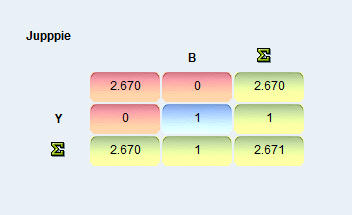 Jupppie
B Σ
2.670 0 2.670
Y 0 1 1
Σ 2.670 1 2.671